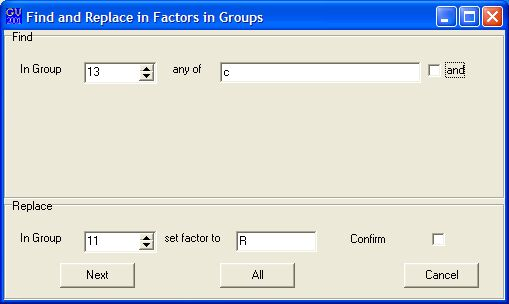 Find and Replace in Factors in Groups
Find
In Group 13 any of c and
Replace
In Group 11 set factor to R Confirm
Next All Cancel